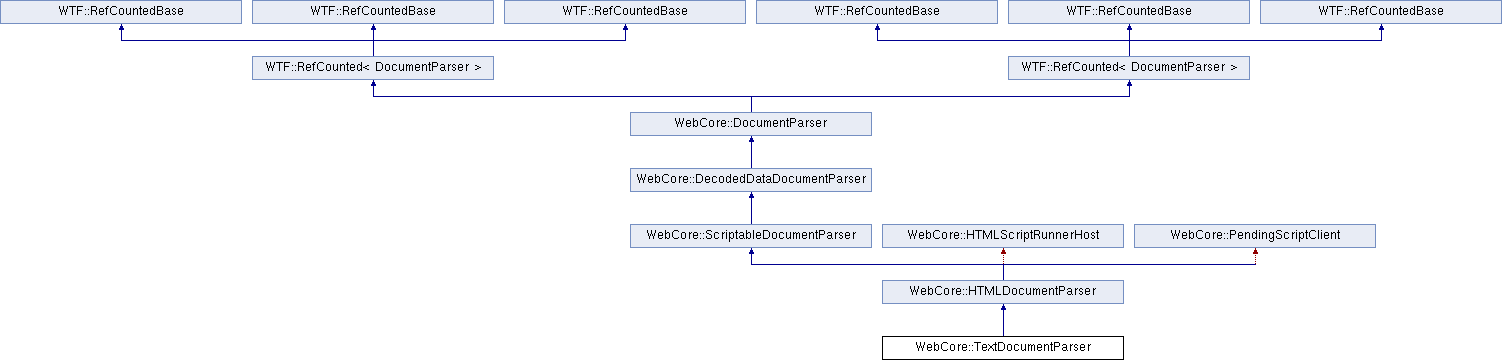 WTF::RefCountedBase
WTF::RefCountedBase
WTF::RefCountedBase
WTF::RefCountedBase
WTF::RefCountedBase
WTF::RefCountedBase
WTF::RefCounted< DocumentParser >
WTF::RefCounted< DocumentParser >
WebCore::DocumentParser
WebCore::DecodedDataDocumentParser
WebCore::ScriptableDocumentParser
WebCore::HTMLScriptRunnerHost
WebCore::PendingScriptClient
WebCore::HTMLDocumentParser
WebCore::TextDocumentParser